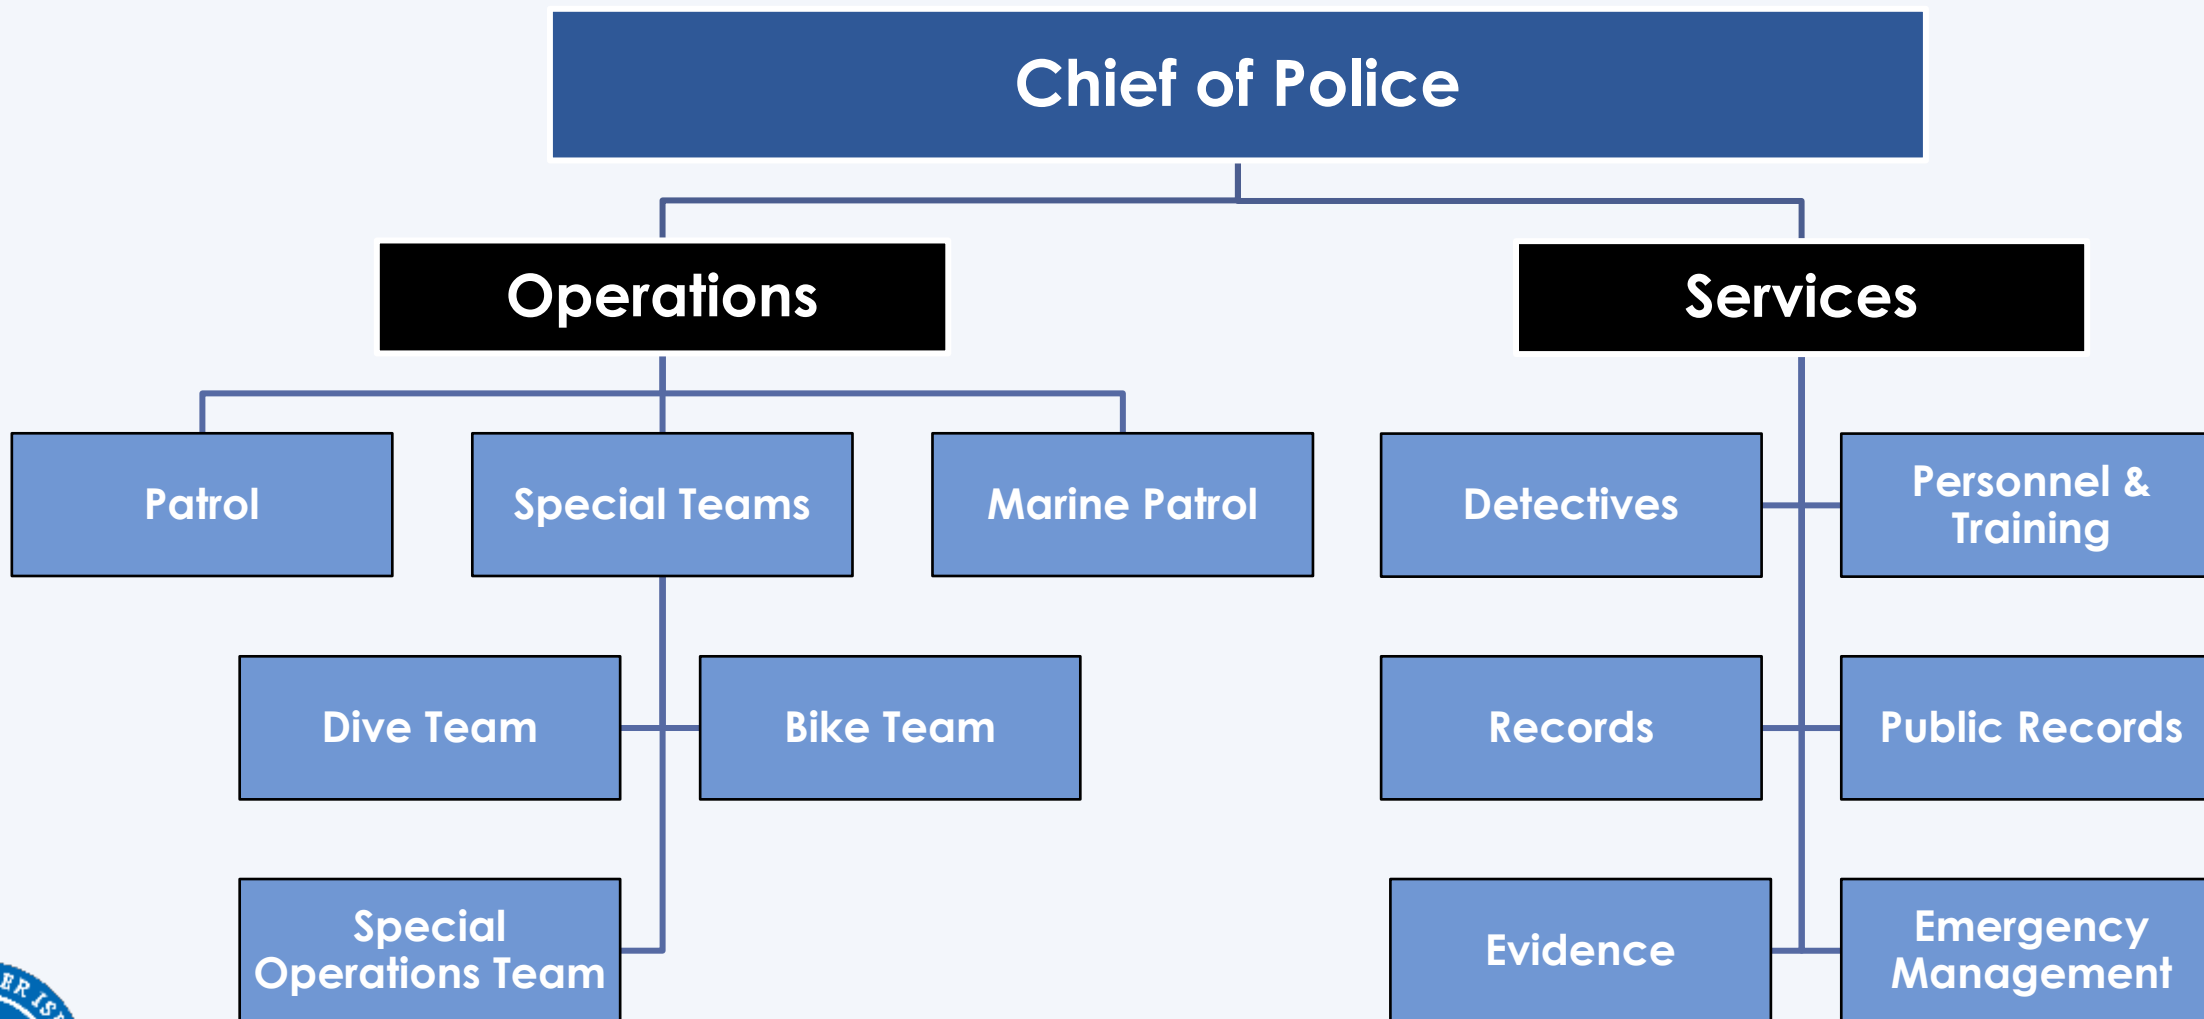 Chief of Police
Operations
Services
Patrol
Special Teams
Marine Patrol
Detectives
Personnel &
Training
Dive Team
Bike Team
Records
Public Records
Special
Operations Team
Evidence
Emergency
Management